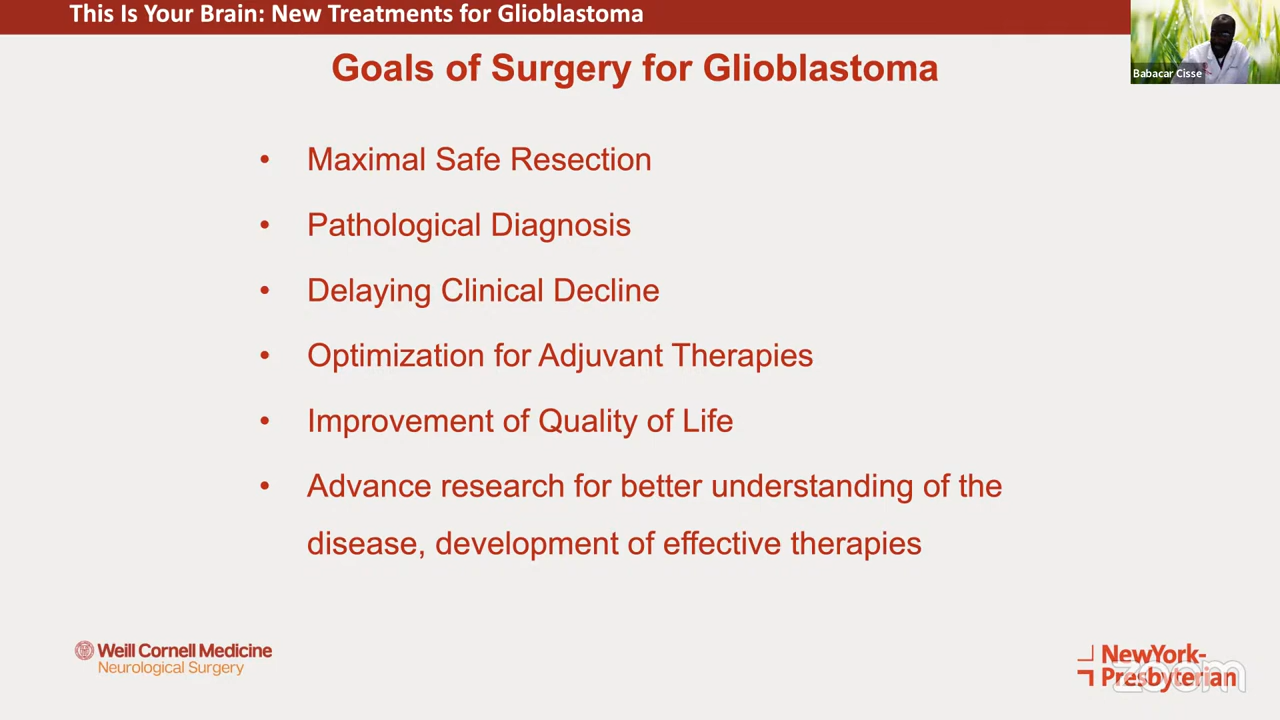 This Is Your Brain: New Treatments for Glioblastoma
Babacar Cisse
Goals of Surgery for Glioblastoma
• Maximal Safe Resection
• Pathological Diagnosis
• Delaying Clinical Decline
• Optimization for Adjuvant Therapies
• Improvement of Quality of Life
• Advance research for better understanding of the
disease, development of effective therapies
Weill Cornell Medicine
Neurological Surgery
NewYork-
Presbyterian
zoom